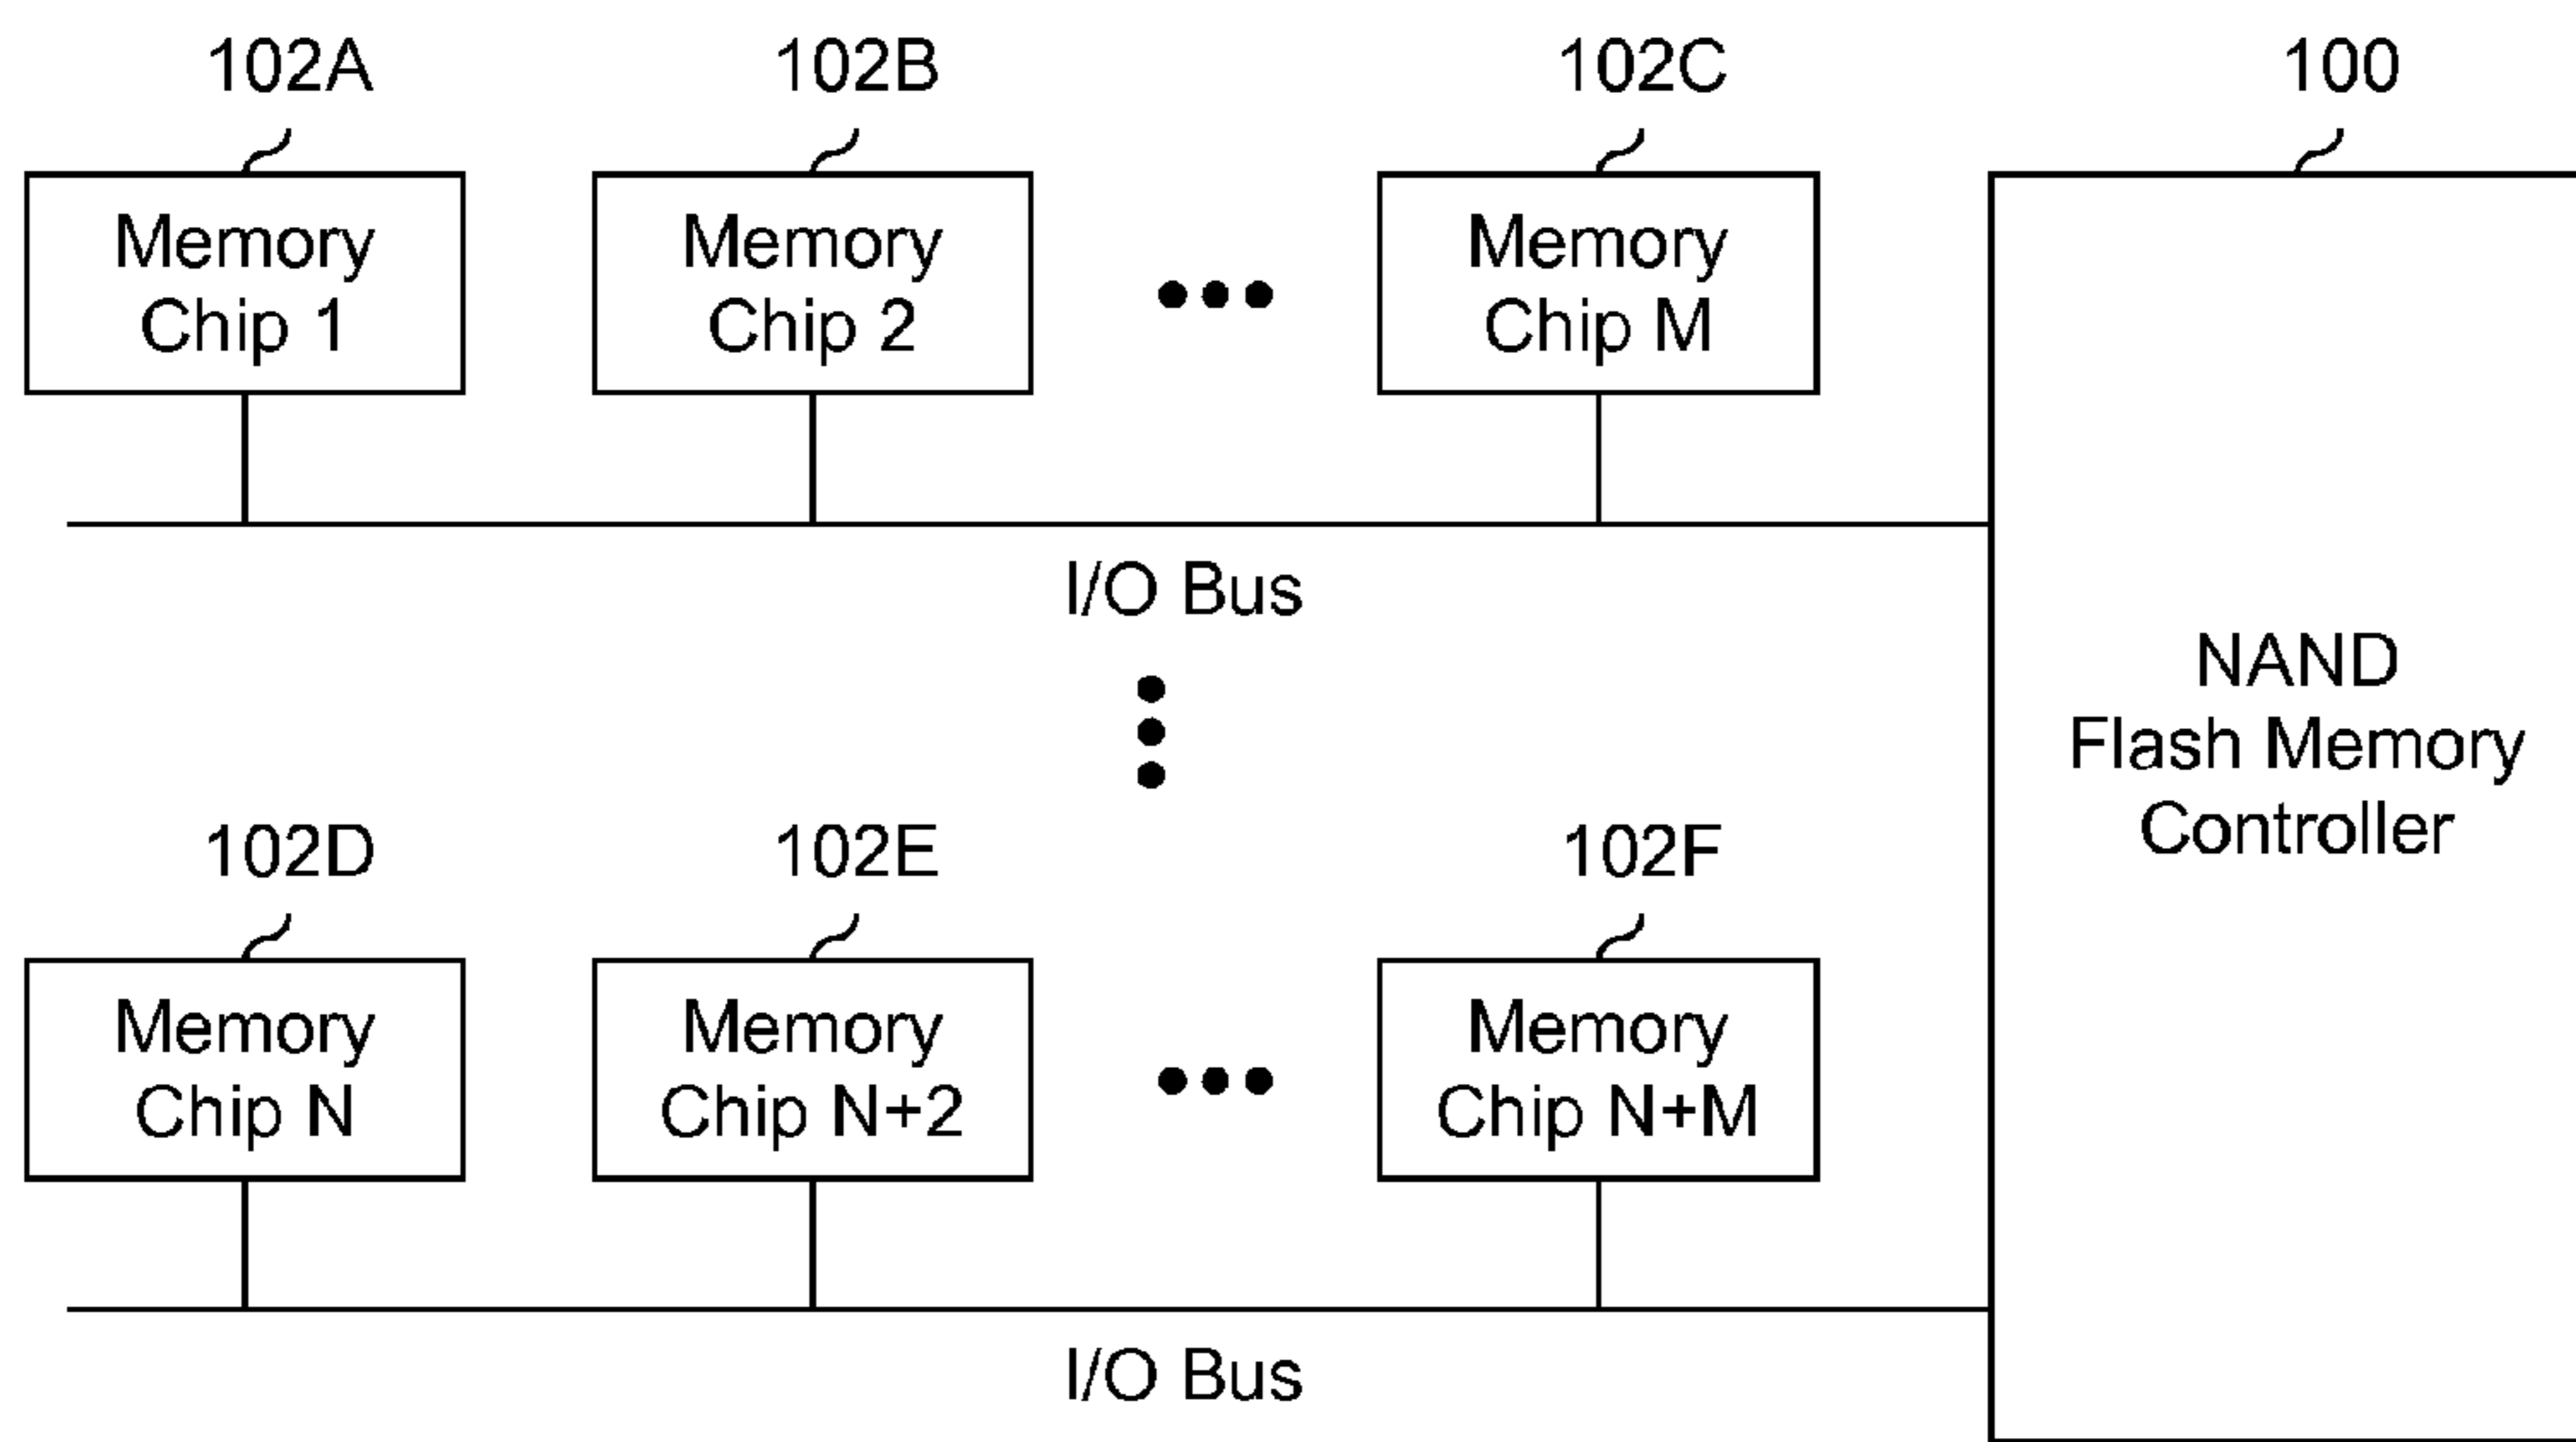 102A 102B 102C 100
Memory Chip 1
Memory Chip 2
Memory Chip M
I/O Bus
NAND
Flash Memory
Controller
102D 102E 102F
Memory Chip N
Memory Chip N+2
Memory Chip N+M
I/O Bus